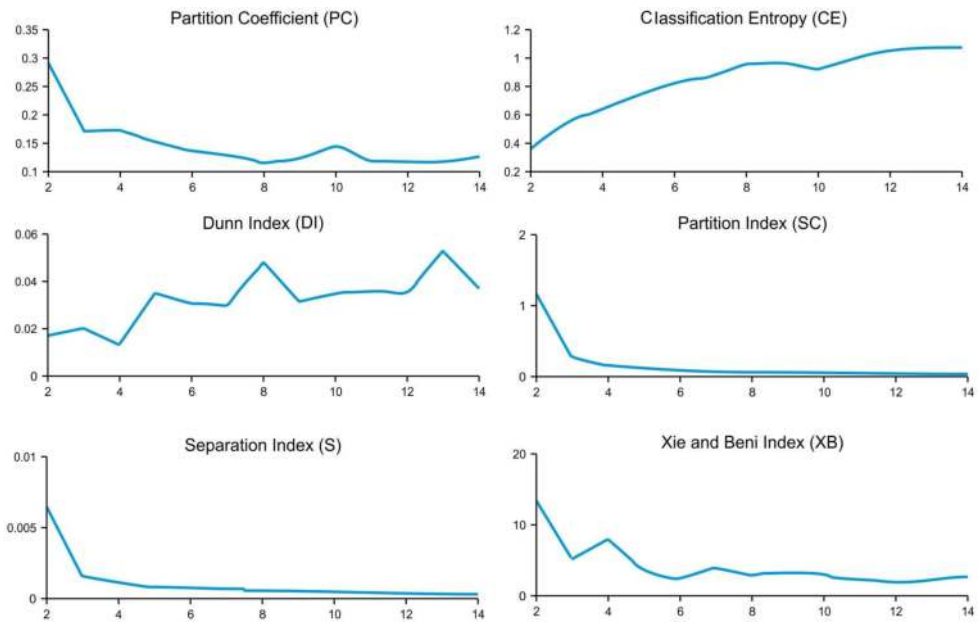 Partition Coefficient (PC)
0.4
0.35
0.3
0.25
0.2
0.15
0.1
2 4 6 8 10 12 14
Classification Entropy (CE)
1.2
1
0.8
0.6
0.4
0.2
2 4 6 8 10 12 14
Dunn Index (DI)
0.06
0.04
0.02
0
2 4 6 8 10 12 14
Partition Index (SC)
2
1
0
2 4 6 8 10 12 14
Separation Index (S)
0.01
0.005
0
2 4 6 8 10 12 14
Xie and Beni Index (XB)
20
10
0
2 4 6 8 10 12 14